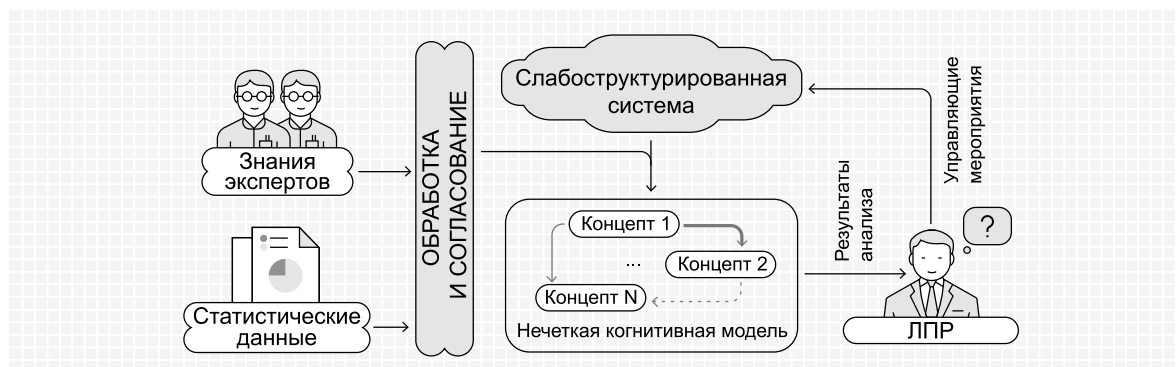 Знания
экспертов
Статистические
данные
ОБРАБОТКА
И СОГЛАСОВАНИЕ
Слабоструктурированная
система
Концепт 1
...
Концепт 2
Концепт N
Нечеткая когнитивная модель
Результаты
анализа
Управляющие
мероприятия
?
ЛПР